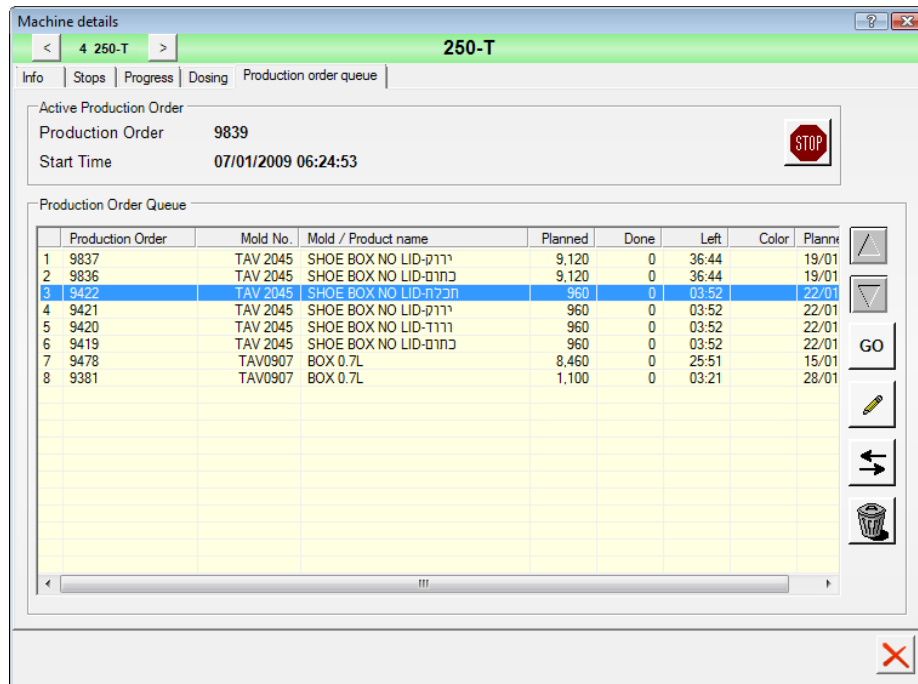 Machine details
< 4 250-T > 250-T
Info Stops Progress Dosing Production order queue
Active Production Order
Production Order 9839
STOP
Start Time 07/01/2009 06:24:53
Production Order Queue
Production Order Mold No. Mold / Product name Planned Done Left Color Planne
1 9837 TAV 2045 SHOE BOX NO LID-ירוק 9,120 0 36:44 19/01
2 9836 TAV 2045 SHOE BOX NO LID-כתום 9,120 0 36:44 19/01
3 9422 TAV 2045 SHOE BOX NO LID-תכלת 960 0 03:52 22/01
4 9421 TAV 2045 SHOE BOX NO LID-ירוק 960 0 03:52 22/01
5 9420 TAV 2045 SHOE BOX NO LID-ורוד 960 0 03:52 22/01
6 9419 TAV 2045 SHOE BOX NO LID-כתום 960 0 03:52 22/01
7 9478 TAV0907 BOX 0.7L 8,460 0 25:51 15/01
8 9381 TAV0907 BOX 0.7L 1,100 0 03:21 28/01
GO